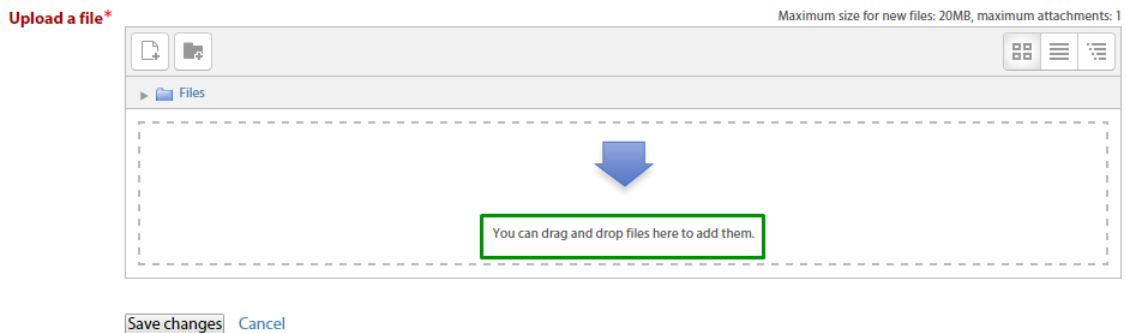 Upload a file*
Maximum size for new files: 20MB, maximum attachments: 1
Files
You can drag and drop files here to add them.
Save changes Cancel